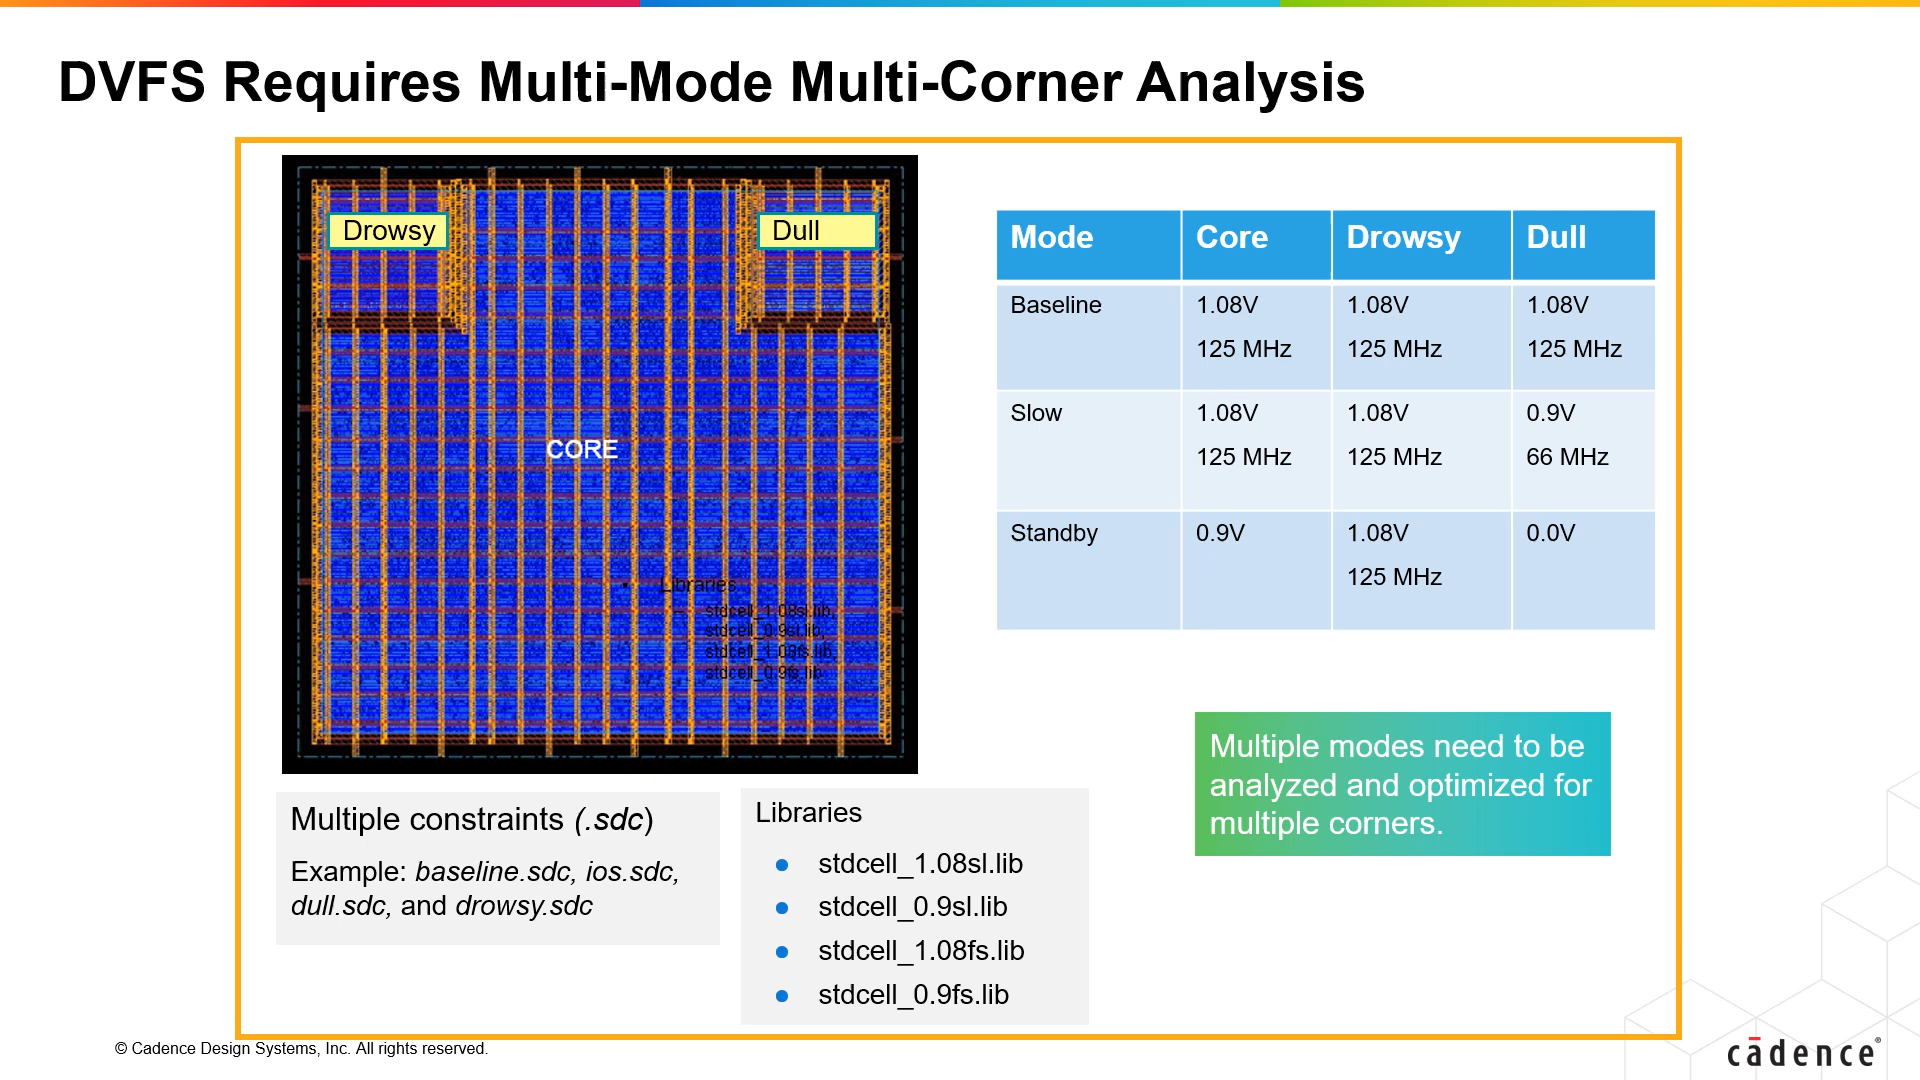 DVFS Requires Multi-Mode Multi-Corner Analysis
Drowsy
Dull
CORE
• Libraries
– stdcell_1.08sl.lib,
stdcell_0.9sl.lib,
stdcell_1.08fs.lib,
stdcell_0.9fs.lib
Mode Core Drowsy Dull
Baseline 1.08V 1.08V 1.08V
125 MHz 125 MHz 125 MHz
Slow 1.08V 1.08V 0.9V
125 MHz 125 MHz 66 MHz
Standby 0.9V 1.08V 0.0V
125 MHz
Multiple modes need to be
analyzed and optimized for
multiple corners.
Multiple constraints (.sdc)
Example: baseline.sdc, ios.sdc,
dull.sdc, and drowsy.sdc
Libraries
• stdcell_1.08sl.lib
• stdcell_0.9sl.lib
• stdcell_1.08fs.lib
• stdcell_0.9fs.lib
© Cadence Design Systems, Inc. All rights reserved.
cādence®